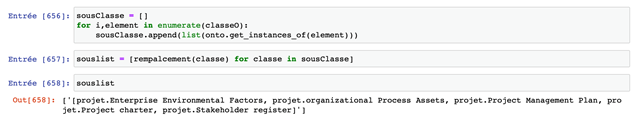 Entrée [656]: sousClasse = []
for i,element in enumerate(classeO):
    sousClasse.append(list(onto.get_instances_of(element)))
Entrée [657]: souslist = [rempalcement(classe) for classe in sousClasse]
Entrée [658]: souslist
Out[658]: ['[projet.Enterprise Environmental Factors, projet.organizational Process Assets, projet.Project Management Plan, pro
jet.Project charter, projet.Stakeholder register]']